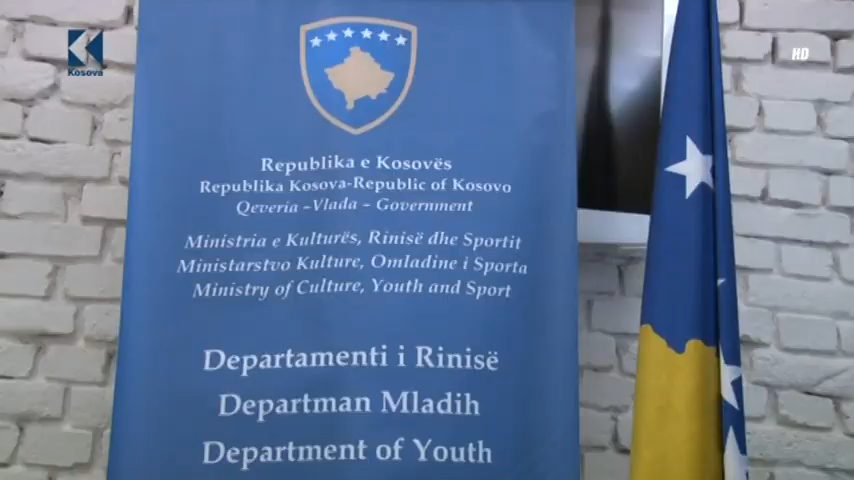 Kosova
HD
Republika e Kosovës
Republika Kosova-Republic of Kosovo
Qeveria –Vlada – Government
Ministria e Kulturës, Rinisë dhe Sportit
Ministarstvo Kulture, Omladine i Sporta
Ministry of Culture, Youth and Sport
Departamenti i Rinisë
Departman Mladih
Department of Youth